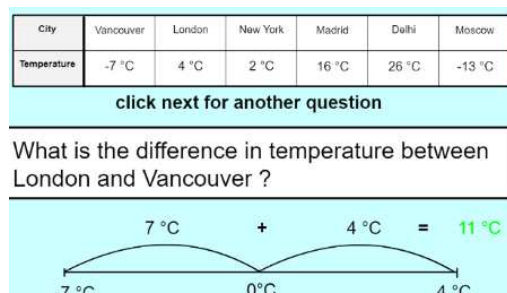 City Vancouver London New York Madrid Delhi Moscow
Temperature -7 °C 4 °C 2 °C 16 °C 26 °C -13 °C
click next for another question
What is the difference in temperature between
London and Vancouver ?
7 °C + 4 °C = 11 °C
7 °C 0°C 4 °C